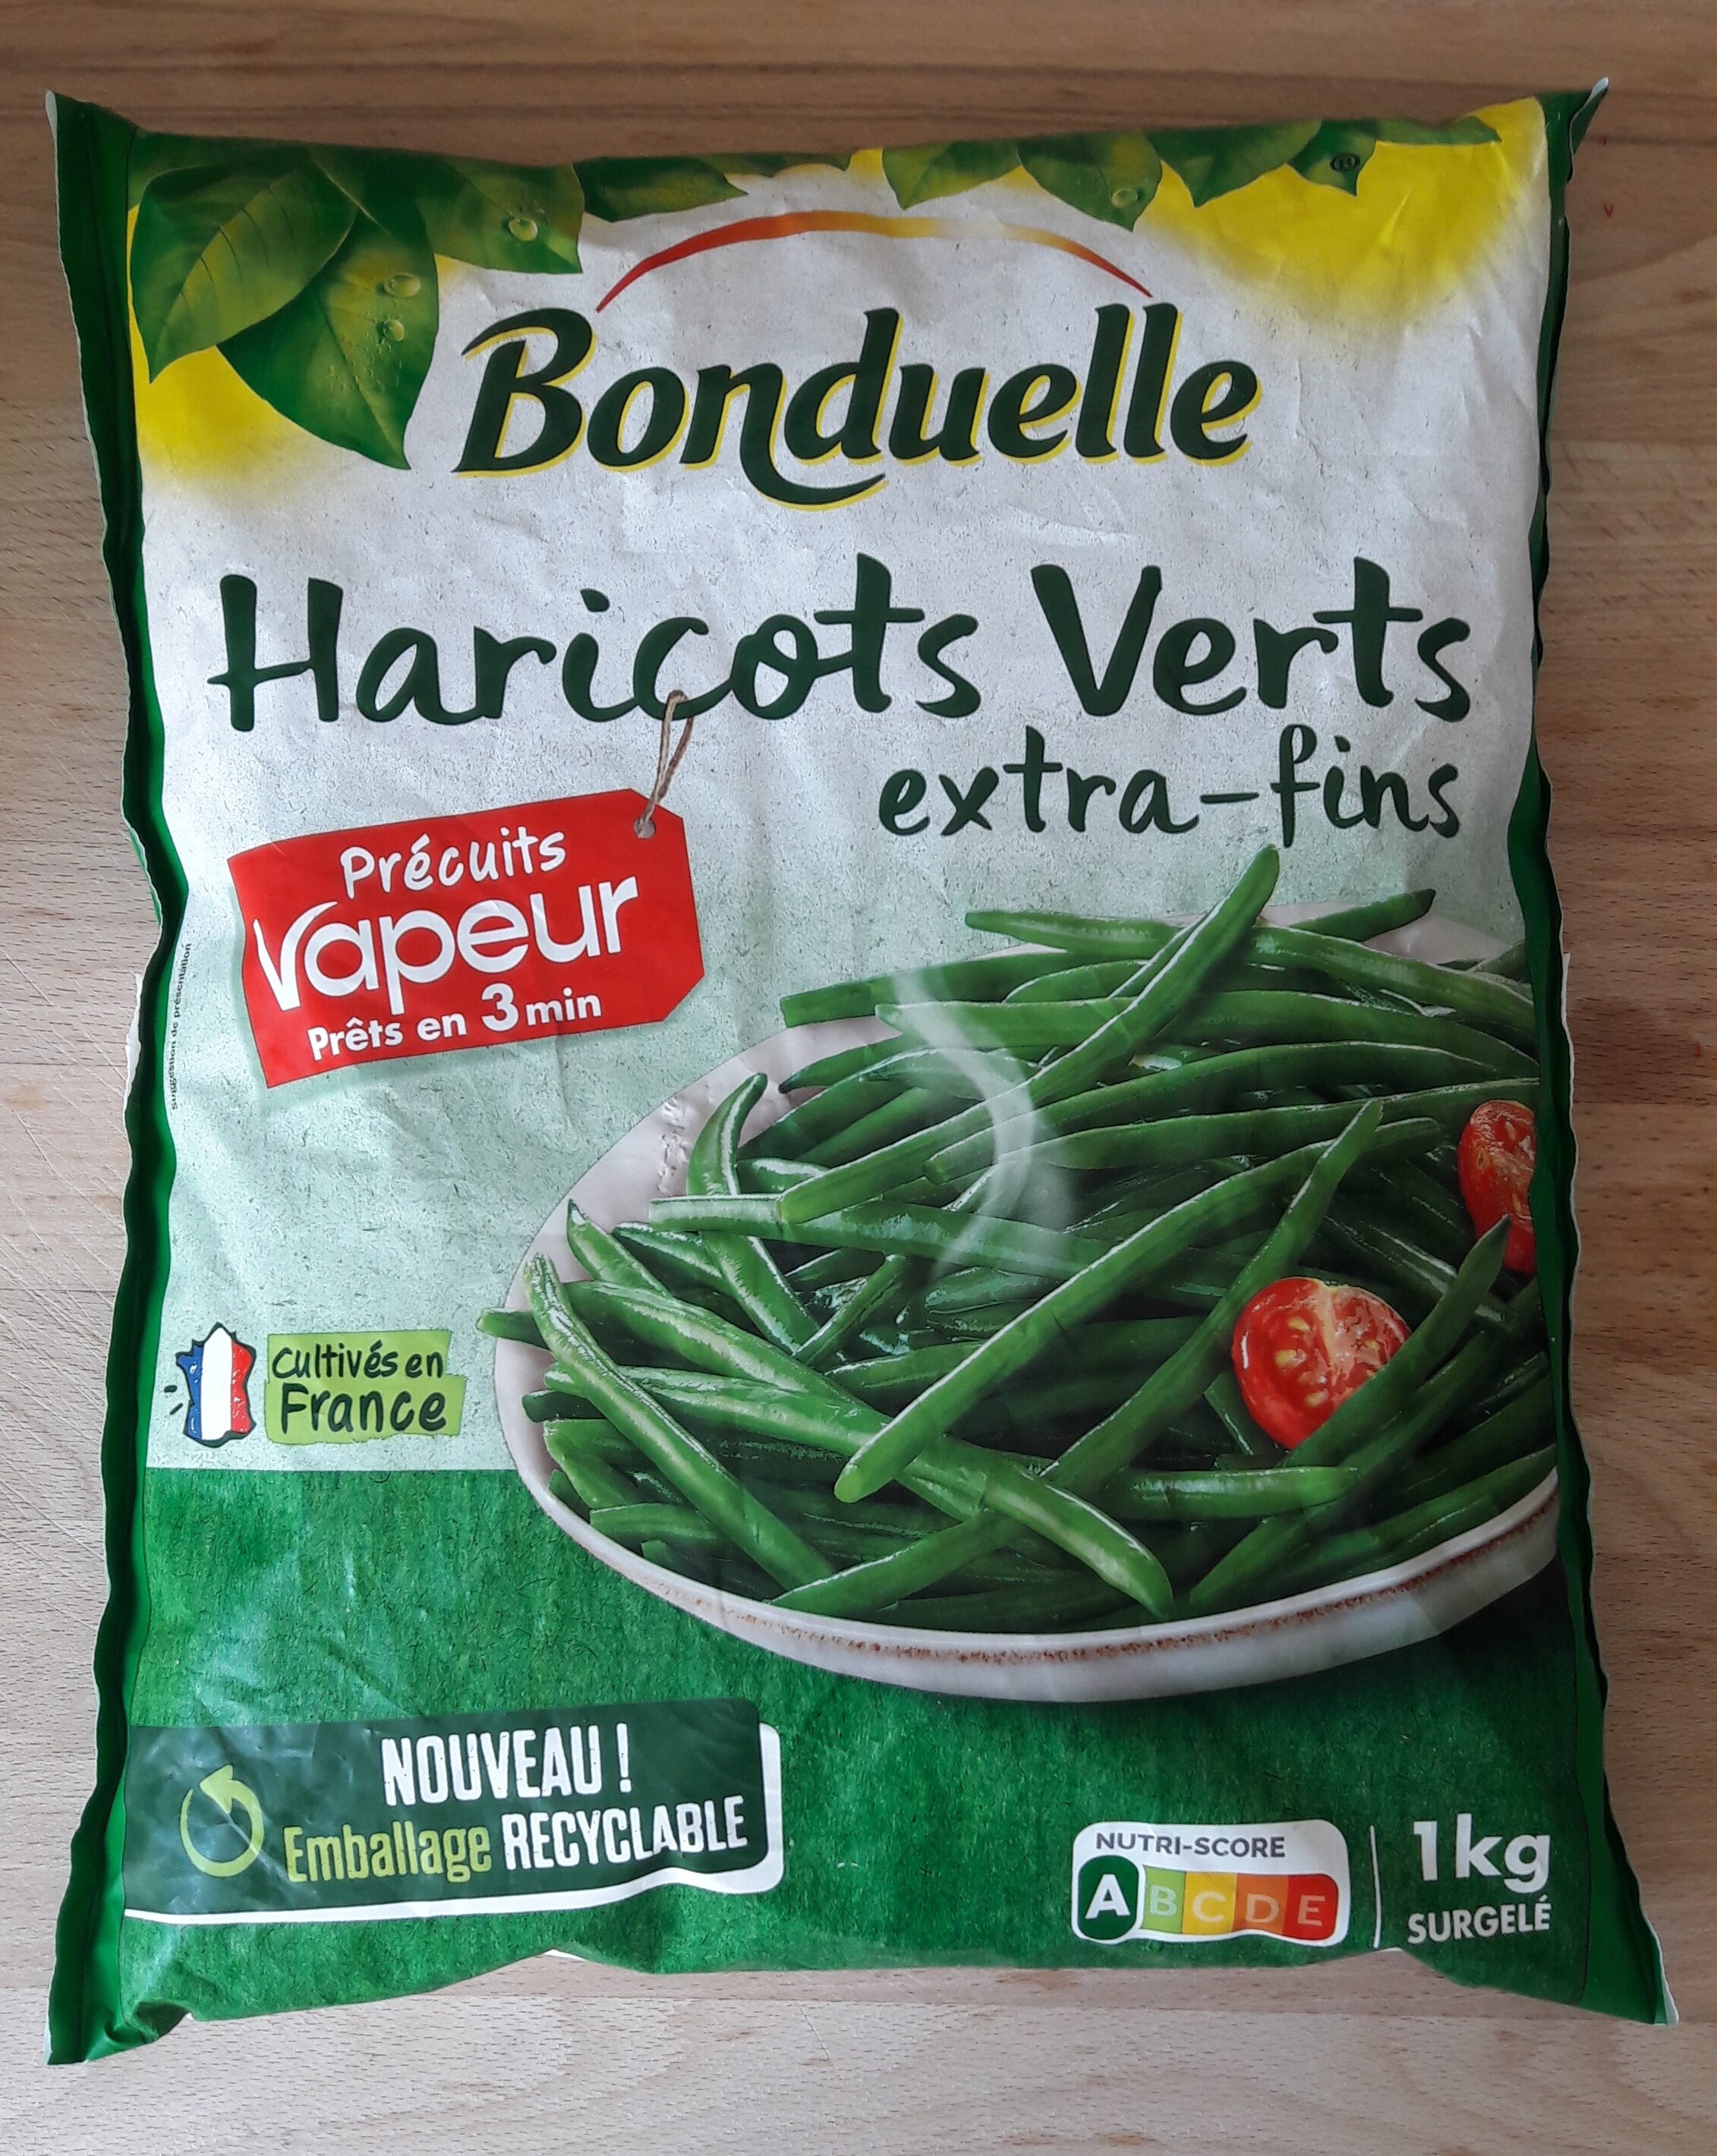 Bonduelle
Haricots Verts
extra-fins
Précuits
Vapeur
Prêts en 3 min
suggestion de présentation
Cultivés en
France
NOUVEAU !
Emballage RECYCLABLE
NUTRI-SCORE
A B C D E
1kg
SURGELÉ